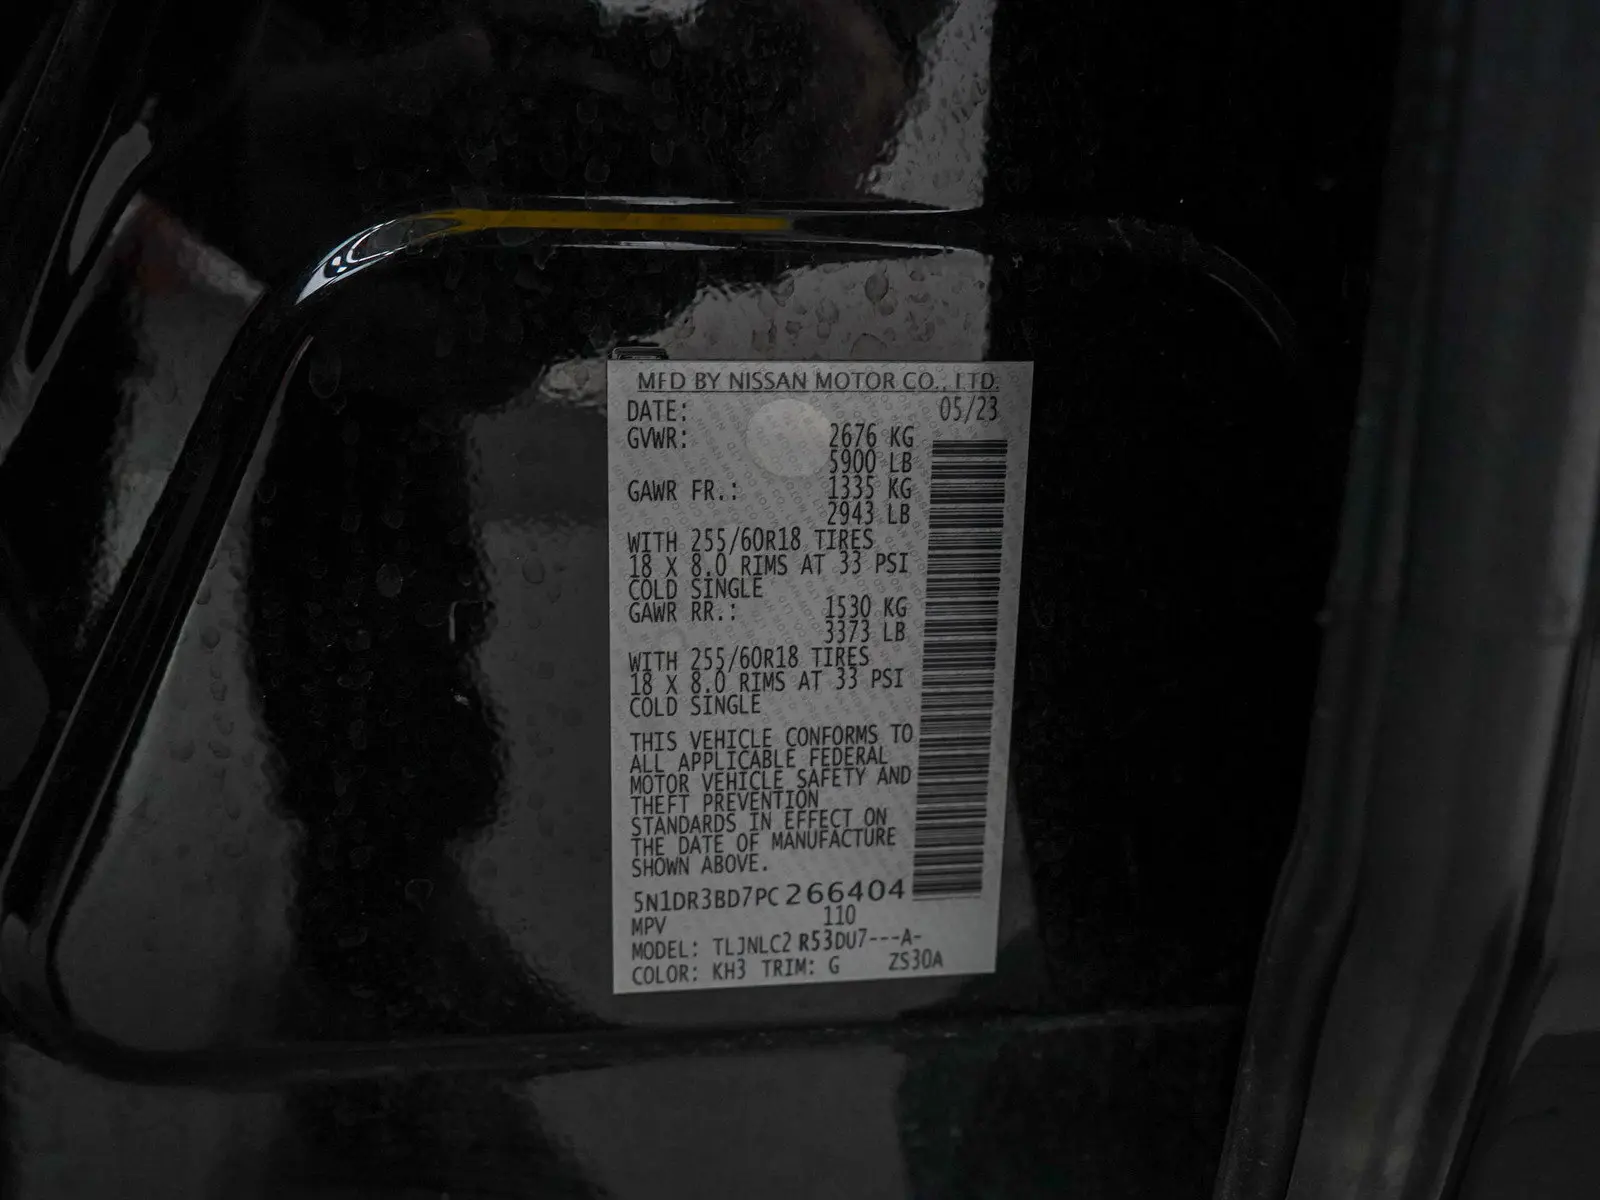 MFD BY NISSAN MOTOR CO., LTD.
DATE: 05/23
GVWR: 2676 KG
5900 LB
GAWR FR.: 1335 KG
2943 LB
WITH 255/60R18 TIRES
18 X 8.0 RIMS AT 33 PSI
COLD SINGLE
GAWR RR.: 1530 KG
3373 LB
WITH 255/60R18 TIRES
18 X 8.0 RIMS AT 33 PSI
COLD SINGLE
THIS VEHICLE CONFORMS TO
ALL APPLICABLE FEDERAL
MOTOR VEHICLE SAFETY AND
THEFT PREVENTION
STANDARDS IN EFFECT ON
THE DATE OF MANUFACTURE
SHOWN ABOVE.
5N1DR3BD7PC266404
MPV 110
MODEL: TLJNLC2 R53DU7---A-
COLOR: KH3 TRIM: G ZS30A